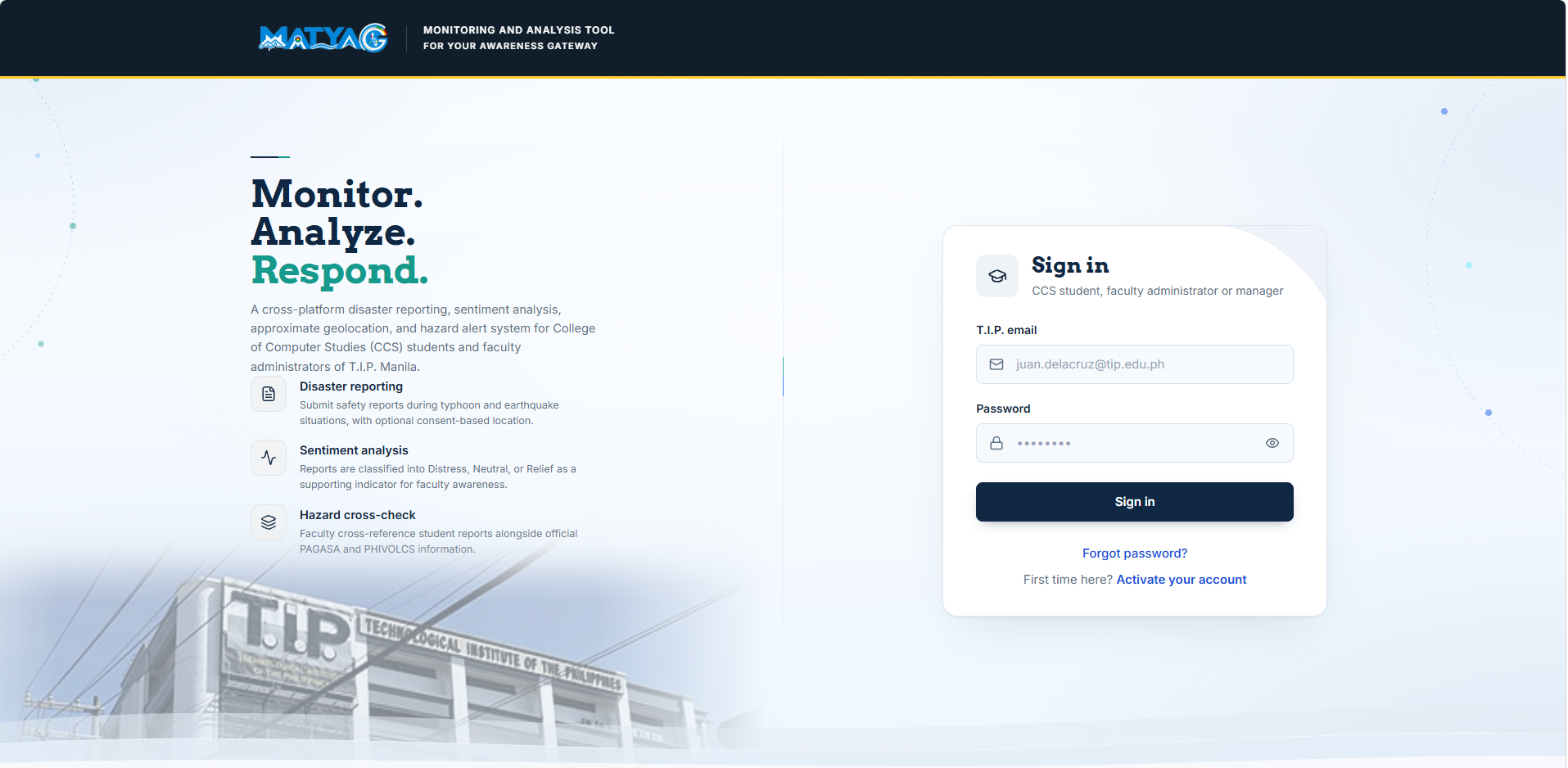 MATYAG
MONITORING AND ANALYSIS TOOL
FOR YOUR AWARENESS GATEWAY
Monitor.
Analyze.
Respond.
A cross-platform disaster reporting, sentiment analysis,
approximate geolocation, and hazard alert system for College
of Computer Studies (CCS) students and faculty
administrators of T.I.P. Manila.
Disaster reporting
Submit safety reports during typhoon and earthquake
situations, with optional consent-based location.
Sentiment analysis
Reports are classified into Distress, Neutral, or Relief as a
supporting indicator for faculty awareness.
Hazard cross-check
Faculty cross-reference student reports alongside official
PAGASA and PHIVOLCS information.
T.I.P.
TECHNOLOGICAL INSTITUTE
OF THE PHILIPPINES
TECHNOLOGICAL INSTITUTE OF THE PHILIPPINES
Sign in
CCS student, faculty administrator or manager
T.I.P. email
juan.delacruz@tip.edu.ph
Password
••••••••
Sign in
Forgot password?
First time here? Activate your account